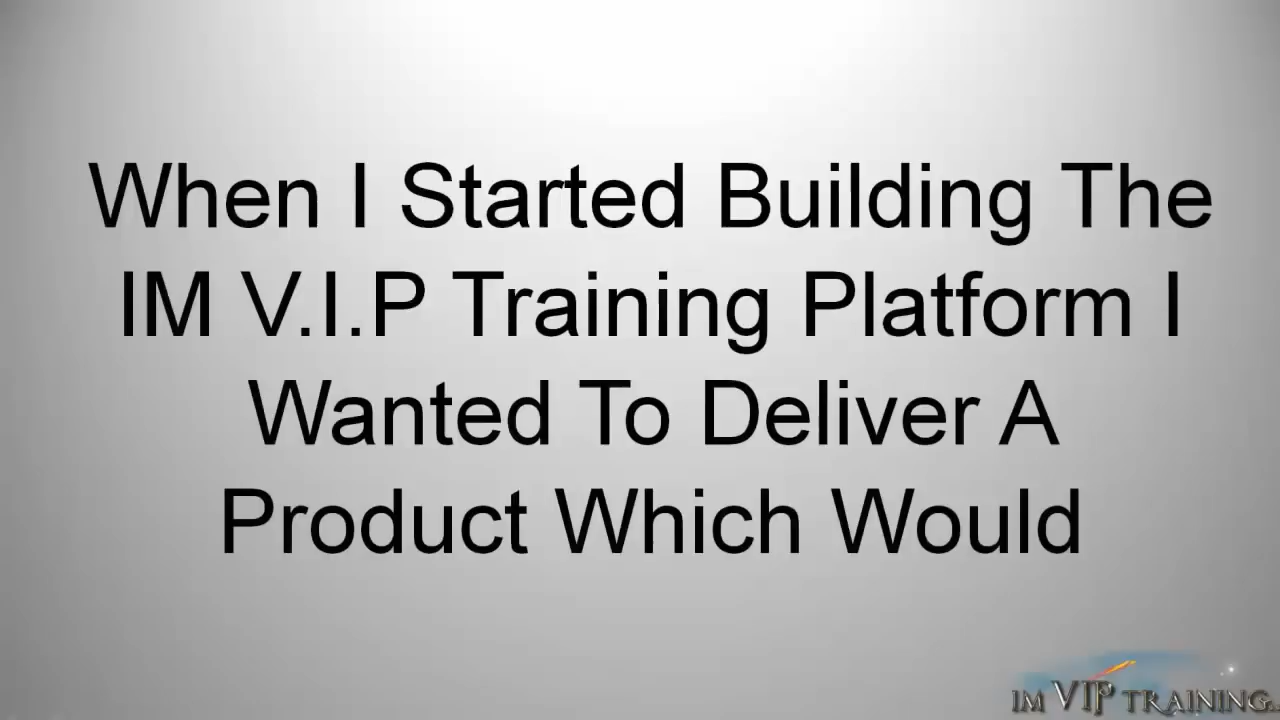 When I Started Building The
IM V.I.P Training Platform I
Wanted To Deliver A
Product Which Would
IM VIP TRAINING.